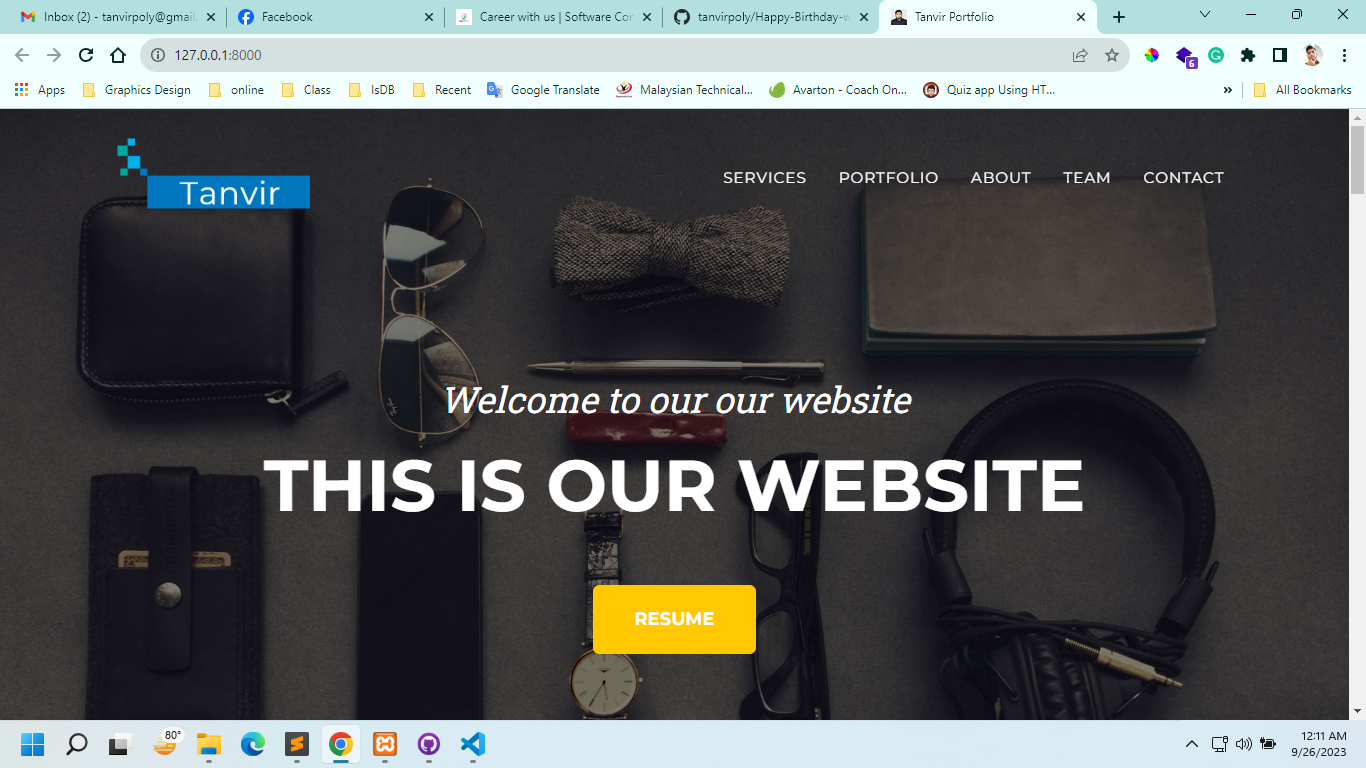 Inbox (2) - tanvirpoly@gmail.
Facebook
Career with us | Software Con
tanvirpoly/Happy-Birthday-w
Tanvir Portfolio
127.0.0.1:8000
6
Apps
Graphics Design
online
Class
IsDB
Recent
Google Translate
Malaysian Technical...
Avarton - Coach On...
Quiz app Using HT...
»
All Bookmarks
Tanvir
SERVICES
PORTFOLIO
ABOUT
TEAM
CONTACT
Welcome to our our website
THIS IS OUR WEBSITE
RESUME
80°
12:11 AM
9/26/2023